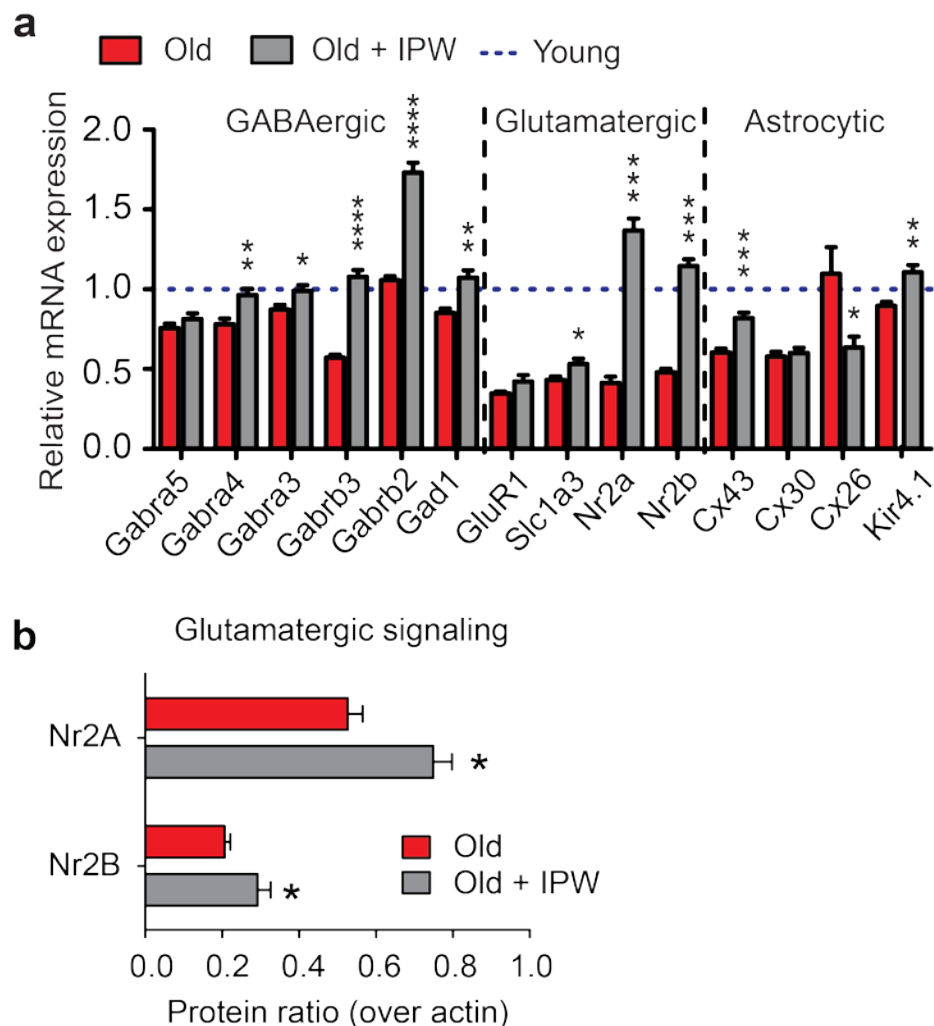 a
Old Old + IPW Young
GABAergic Glutamatergic Astrocytic
Relative mRNA expression
2.0
1.5
1.0
0.5
0.0
** * **** **** ** * *** *** *** * **
Gabra5 Gabra4 Gabra3 Gabrb3 Gabrb2 Gad1 GluR1 Slc1a3 Nr2a Nr2b Cx43 Cx30 Cx26 Kir4.1
b
Glutamatergic signaling
Nr2A
*
Nr2B
*
Old
Old + IPW
0.0 0.2 0.4 0.6 0.8 1.0
Protein ratio (over actin)